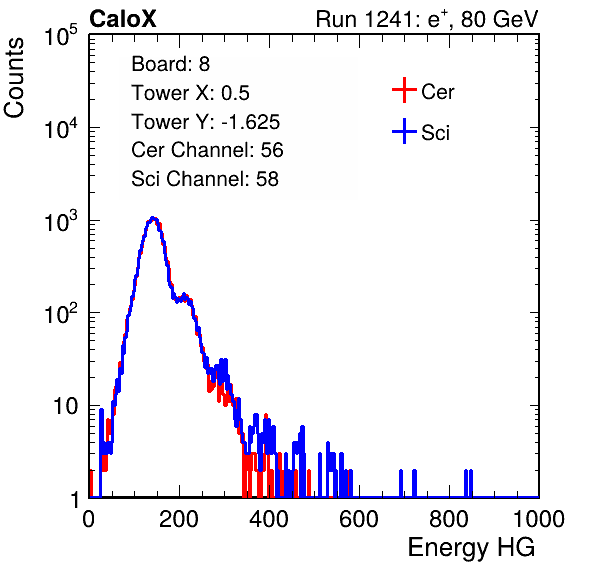 CaloX Run 1241: e⁺, 80 GeV
Counts
10⁵
10⁴
10³
10²
10
1
Board: 8
Tower X: 0.5
Tower Y: -1.625
Cer Channel: 56
Sci Channel: 58
Cer
Sci
0 200 400 600 800 1000
Energy HG